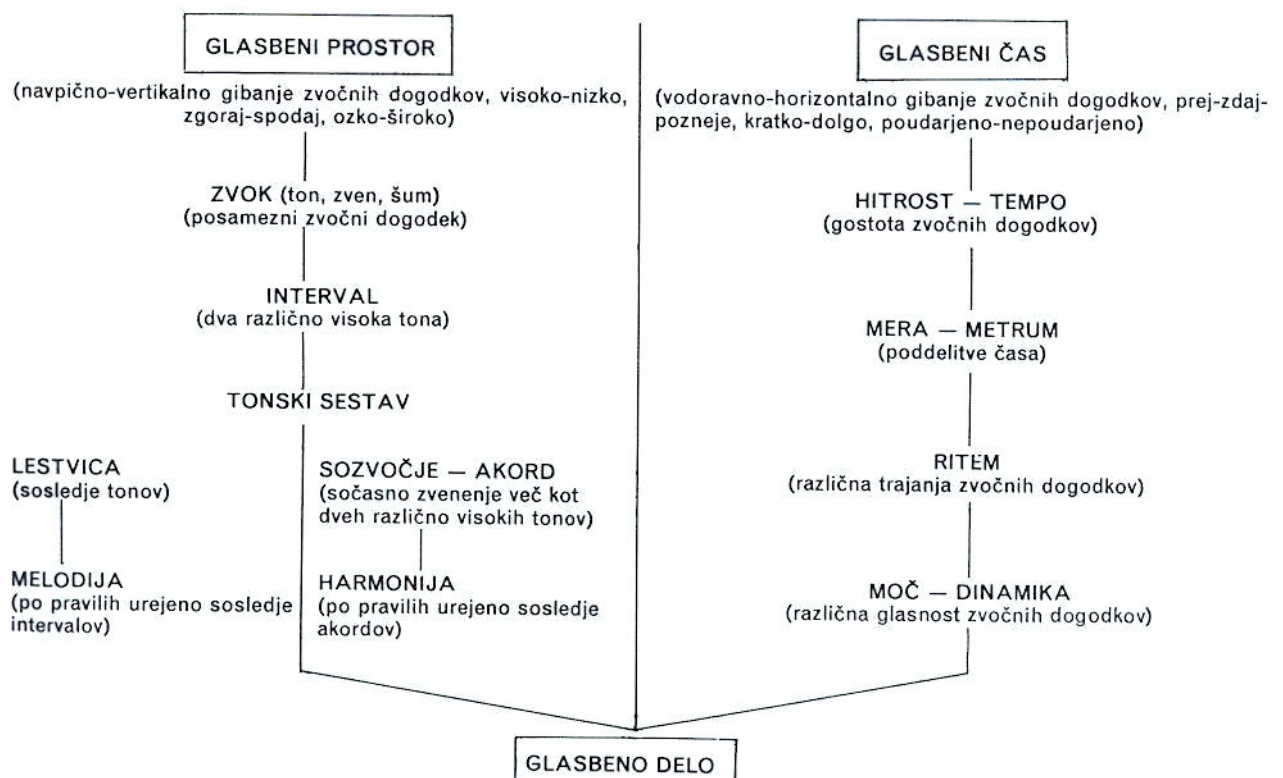 GLASBENI PROSTOR
(navpično-vertikalno gibanje zvočnih dogodkov, visoko-nizko,
zgoraj-spodaj, ozko-široko)
ZVOK (ton, zven, šum)
(posamezni zvočni dogodek)
INTERVAL
(dva različno visoka tona)
TONSKI SESTAV
LESTVICA
(sosledje tonov)
MELODIJA
(po pravilih urejeno sosledje
intervalov)
SOZVOČJE — AKORD
(sočasno zvenenje več kot
dveh različno visokih tonov)
HARMONIJA
(po pravilih urejeno sosledje
akordov)
GLASBENI ČAS
(vodoravno-horizontalno gibanje zvočnih dogodkov, prej-zdaj-
pozneje, kratko-dolgo, poudarjeno-nepoudarjeno)
HITROST — TEMPO
(gostota zvočnih dogodkov)
MERA — METRUM
(poddelitve časa)
RITEM
(različna trajanja zvočnih dogodkov)
MOČ — DINAMIKA
(različna glasnost zvočnih dogodkov)
GLASBENO DELO